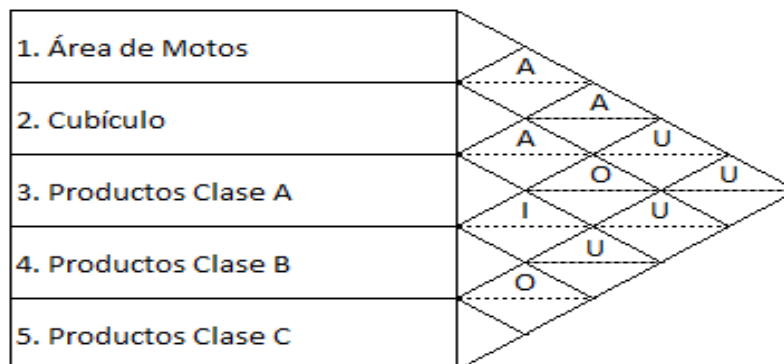 1. Área de Motos
A
A
2. Cubículo
A
U
O
U
3. Productos Clase A
I
U
4. Productos Clase B
U
O
5. Productos Clase C